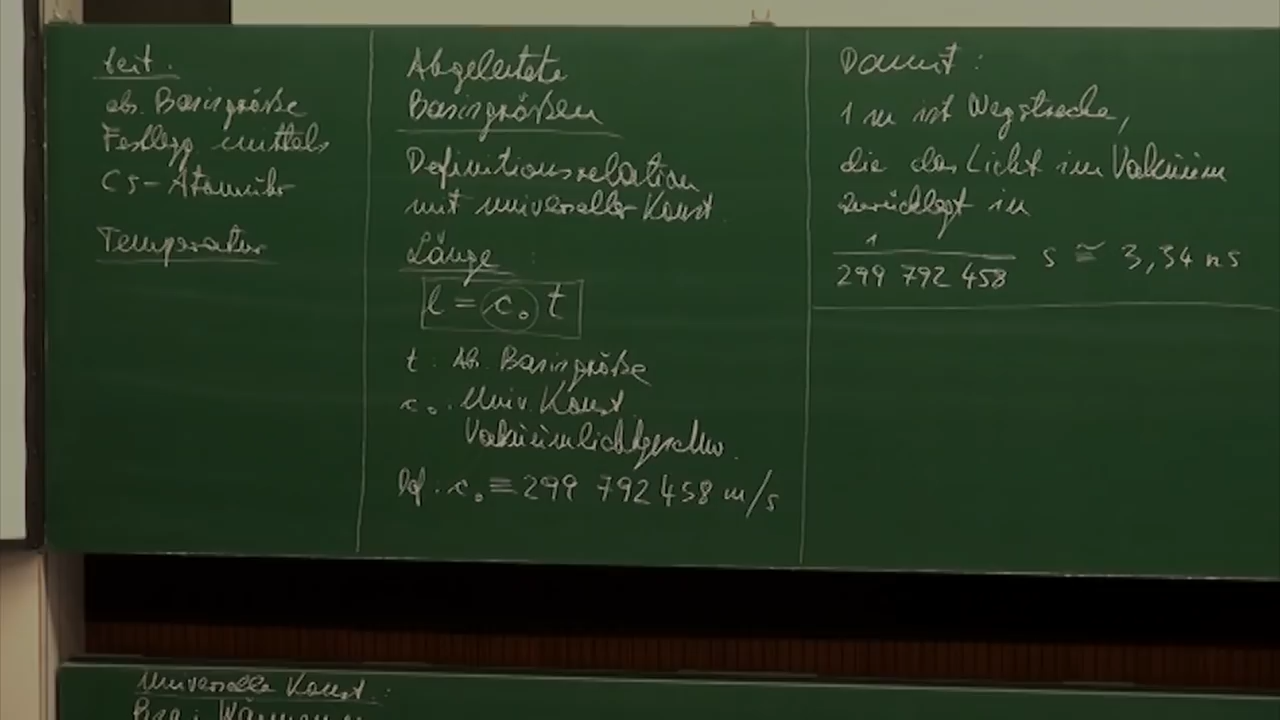 Zeit:
ab. Basisgröße
Festlegg mittels
Cs-Atomuhr
Temperatur
Abgeleitete
Basisgrößen
Definitionsrelation
mit universeller Konst.
Länge :
l = c₀ t
t : Ab. Basisgröße
c₀ : Univ. Konst.
Vakuumlichtgeschw.
Def: c₀ ≡ 299 792 458 m/s
Damit :
1 m ist Wegstrecke,
die das Licht im Vakuum
zurücklegt in
1
299 792 458 s ≅ 3,34 ns
Universelle Konst. :